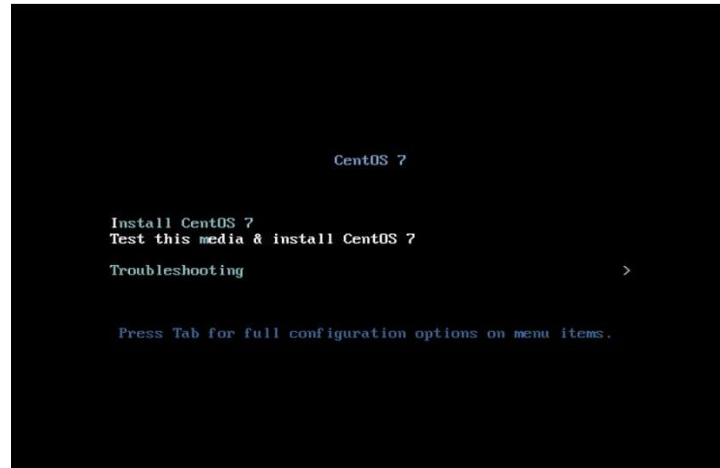 CentOS 7
Install CentOS 7
Test this media & install CentOS 7
Troubleshooting >
Press Tab for full configuration options on menu items.